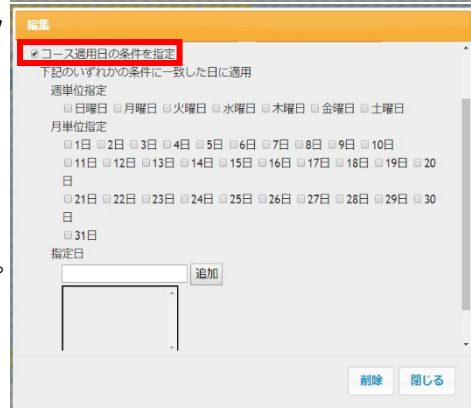 編集
コース適用日の条件を指定
下記のいずれかの条件に一致した日に適用
週単位指定
日曜日 月曜日 火曜日 水曜日 木曜日 金曜日 土曜日
月単位指定
1日 2日 3日 4日 5日 6日 7日 8日 9日 10日
11日 12日 13日 14日 15日 16日 17日 18日 19日 20
日
21日 22日 23日 24日 25日 26日 27日 28日 29日 30
日
31日
指定日
追加
削除 閉じる